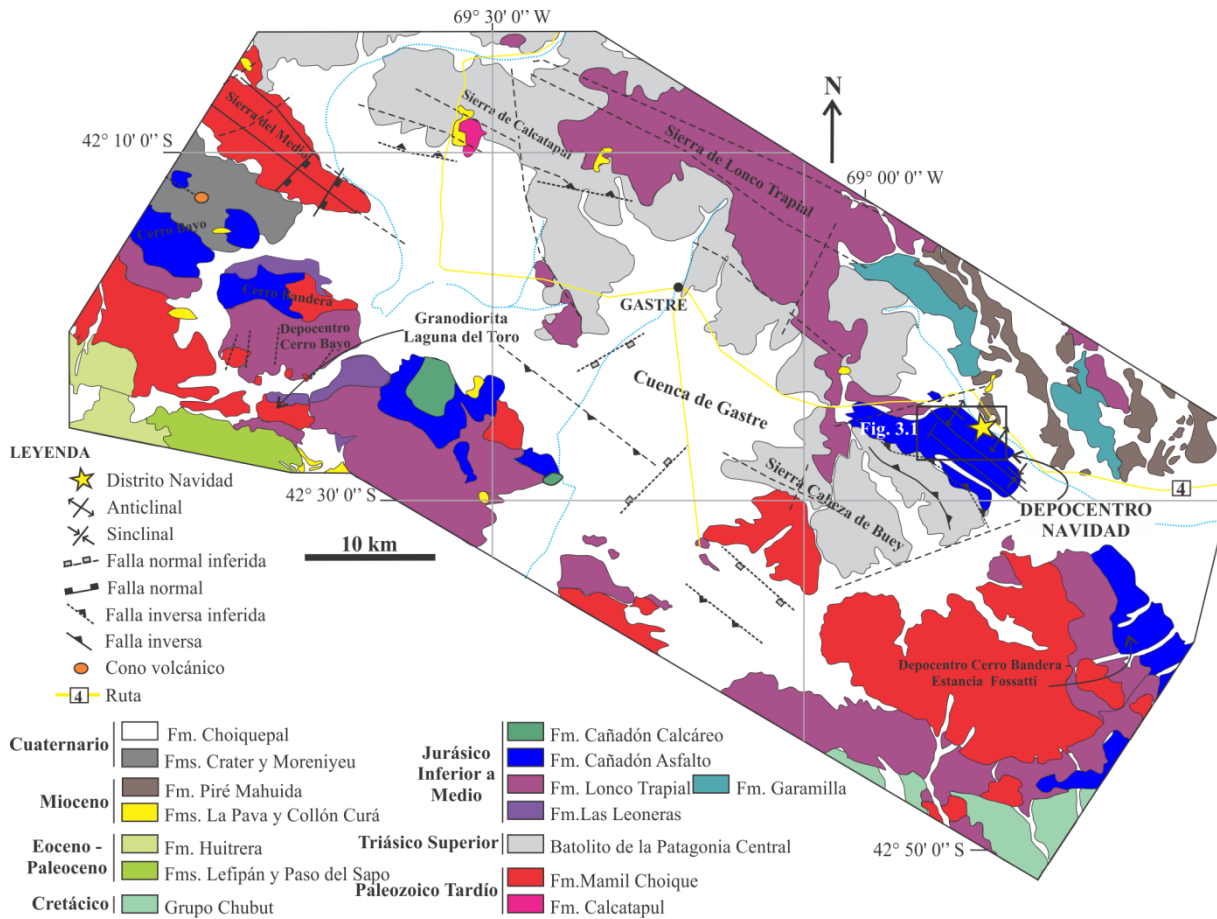 69° 30' 0'' W
N
42° 10' 0'' S
69° 00' 0'' W
Sierra del Medio
Sierra de Calcatapul
Sierra de Lonco Trapial
Cerro Bayo
Cerro Bandera
GASTRE
Granodiorita
Laguna del Toro
Depocentro
Cerro Bayo
Cuenca de Gastre
Fig. 3.1
Sierra Cabeza de Buey
4
DEPOCENTRO
NAVIDAD
42° 30' 0'' S
10 km
Depocentro Cerro Bandera -
Estancia Fossatti
42° 50' 0'' S
LEYENDA
Distrito Navidad
Anticlinal
Sinclinal
Falla normal inferida
Falla normal
Falla inversa inferida
Falla inversa
Cono volcánico
4 Ruta
Cuaternario
Fm. Choiquepal
Fms. Crater y Moreniyeu
Mioceno
Fm. Piré Mahuida
Fms. La Pava y Collón Curá
Eoceno -
Paleoceno
Fm. Huitrera
Fms. Lefipán y Paso del Sapo
Cretácico
Grupo Chubut
Jurásico
Inferior a
Medio
Fm. Cañadón Calcáreo
Fm. Cañadón Asfalto
Fm. Lonco Trapial Fm. Garamilla
Fm.Las Leoneras
Triásico Superior
Batolito de la Patagonia Central
Paleozoico Tardío
Fm.Mamil Choique
Fm. Calcatapul